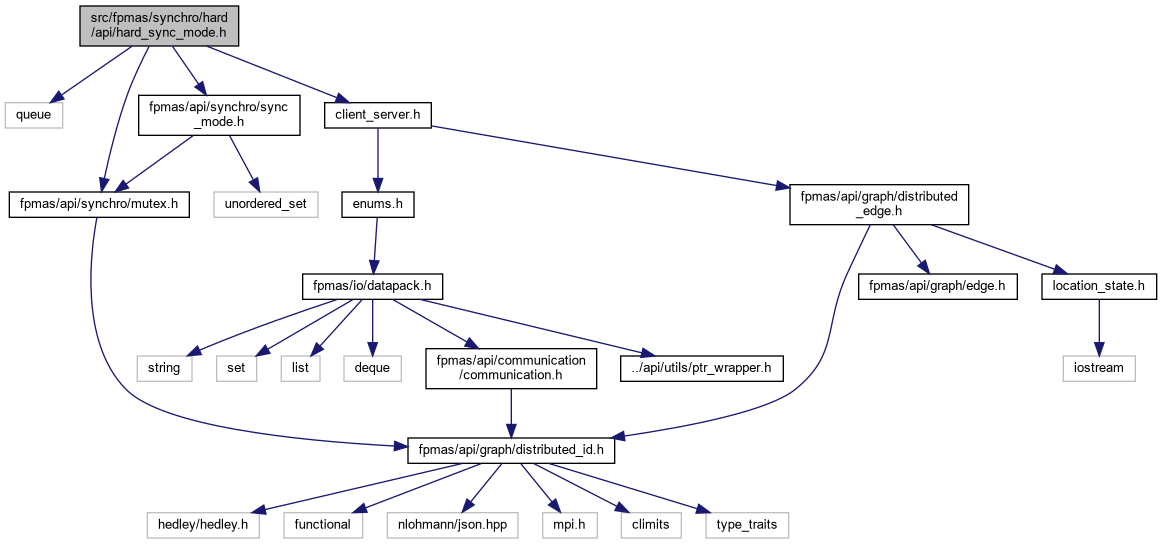 src/fpmas/synchro/hard
/api/hard_sync_mode.h
queue
fpmas/api/synchro/sync
_mode.h
client_server.h
fpmas/api/synchro/mutex.h
unordered_set
enums.h
fpmas/api/graph/distributed
_edge.h
fpmas/io/datapack.h
fpmas/api/graph/edge.h
location_state.h
string
set
list
deque
fpmas/api/communication
/communication.h
../api/utils/ptr_wrapper.h
iostream
fpmas/api/graph/distributed_id.h
hedley/hedley.h
functional
nlohmann/json.hpp
mpi.h
climits
type_traits